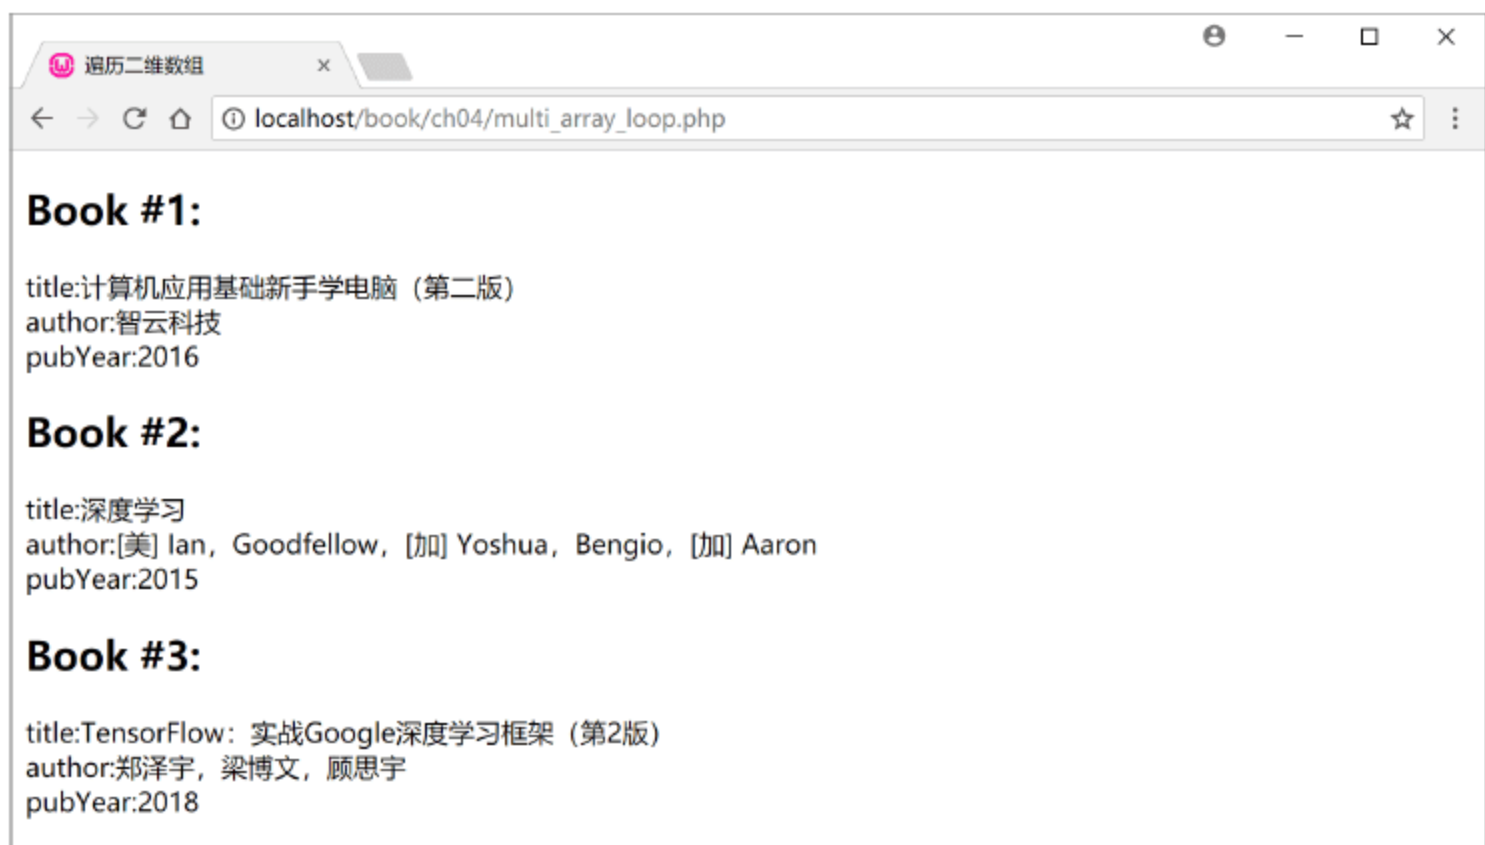 遍历二维数组
localhost/book/ch04/multi_array_loop.php
Book #1:
title:计算机应用基础新手学电脑（第二版）
author:智云科技
pubYear:2016
Book #2:
title:深度学习
author:[美] Ian，Goodfellow，[加] Yoshua，Bengio，[加] Aaron
pubYear:2015
Book #3:
title:TensorFlow：实战Google深度学习框架（第2版）
author:郑泽宇，梁博文，顾思宇
pubYear:2018